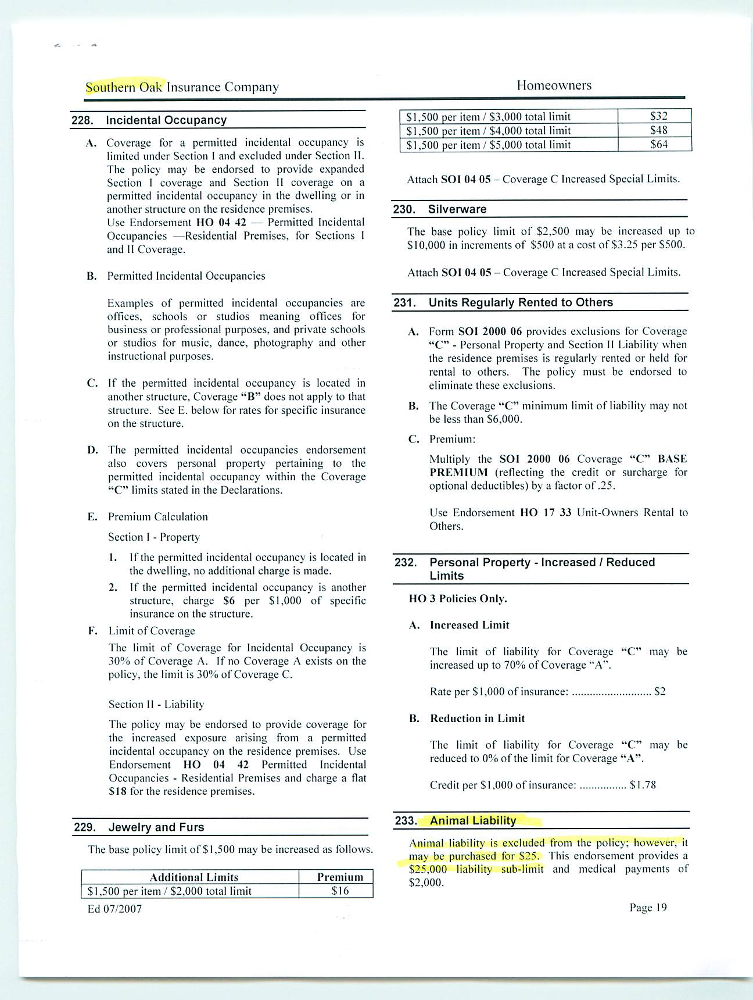 Southern Oak Insurance Company
Homeowners
228. Incidental Occupancy
A. Coverage for a permitted incidental occupancy is
limited under Section I and excluded under Section II.
The policy may be endorsed to provide expanded
Section I coverage and Section II coverage on a
permitted incidental occupancy in the dwelling or in
another structure on the residence premises.
Use Endorsement HO 04 42 — Permitted Incidental
Occupancies —Residential Premises, for Sections I
and II Coverage.
B. Permitted Incidental Occupancies
Examples of permitted incidental occupancies are
offices, schools or studios meaning offices for
business or professional purposes, and private schools
or studios for music, dance, photography and other
instructional purposes.
C. If the permitted incidental occupancy is located in
another structure, Coverage “B” does not apply to that
structure. See E. below for rates for specific insurance
on the structure.
D. The permitted incidental occupancies endorsement
also covers personal property pertaining to the
permitted incidental occupancy within the Coverage
“C” limits stated in the Declarations.
E. Premium Calculation
Section I - Property
1. If the permitted incidental occupancy is located in
the dwelling, no additional charge is made.
2. If the permitted incidental occupancy is another
structure, charge $6 per $1,000 of specific
insurance on the structure.
F. Limit of Coverage
The limit of Coverage for Incidental Occupancy is
30% of Coverage A. If no Coverage A exists on the
policy, the limit is 30% of Coverage C.
Section II - Liability
The policy may be endorsed to provide coverage for
the increased exposure arising from a permitted
incidental occupancy on the residence premises. Use
Endorsement HO 04 42 Permitted Incidental
Occupancies - Residential Premises and charge a flat
$18 for the residence premises.
229. Jewelry and Furs
The base policy limit of $1,500 may be increased as follows.
Additional Limits Premium
$1,500 per item / $2,000 total limit $16
$1,500 per item / $3,000 total limit $32
$1,500 per item / $4,000 total limit $48
$1,500 per item / $5,000 total limit $64
Attach SOI 04 05 – Coverage C Increased Special Limits.
230. Silverware
The base policy limit of $2,500 may be increased up to
$10,000 in increments of $500 at a cost of $3.25 per $500.
Attach SOI 04 05 – Coverage C Increased Special Limits.
231. Units Regularly Rented to Others
A. Form SOI 2000 06 provides exclusions for Coverage
“C” - Personal Property and Section II Liability when
the residence premises is regularly rented or held for
rental to others. The policy must be endorsed to
eliminate these exclusions.
B. The Coverage “C” minimum limit of liability may not
be less than $6,000.
C. Premium:
Multiply the SOI 2000 06 Coverage “C” BASE
PREMIUM (reflecting the credit or surcharge for
optional deductibles) by a factor of .25.
Use Endorsement HO 17 33 Unit-Owners Rental to
Others.
232. Personal Property - Increased / Reduced
Limits
HO 3 Policies Only.
A. Increased Limit
The limit of liability for Coverage “C” may be
increased up to 70% of Coverage “A”.
Rate per $1,000 of insurance: ........................... $2
B. Reduction in Limit
The limit of liability for Coverage “C” may be
reduced to 0% of the limit for Coverage “A”.
Credit per $1,000 of insurance: ................ $1.78
233. Animal Liability
Animal liability is excluded from the policy; however, it
may be purchased for $25. This endorsement provides a
$25,000 liability sub-limit and medical payments of
$2,000.
Ed 07/2007
Page 19